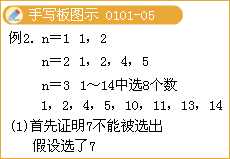 手写板图示 0101-05
例2. n＝1 1，2
n＝2 1，2，4，5
n＝3 1～14中选8个数
1，2，4，5，10，11，13，14
(1)首先证明7不能被选出
假设选了7